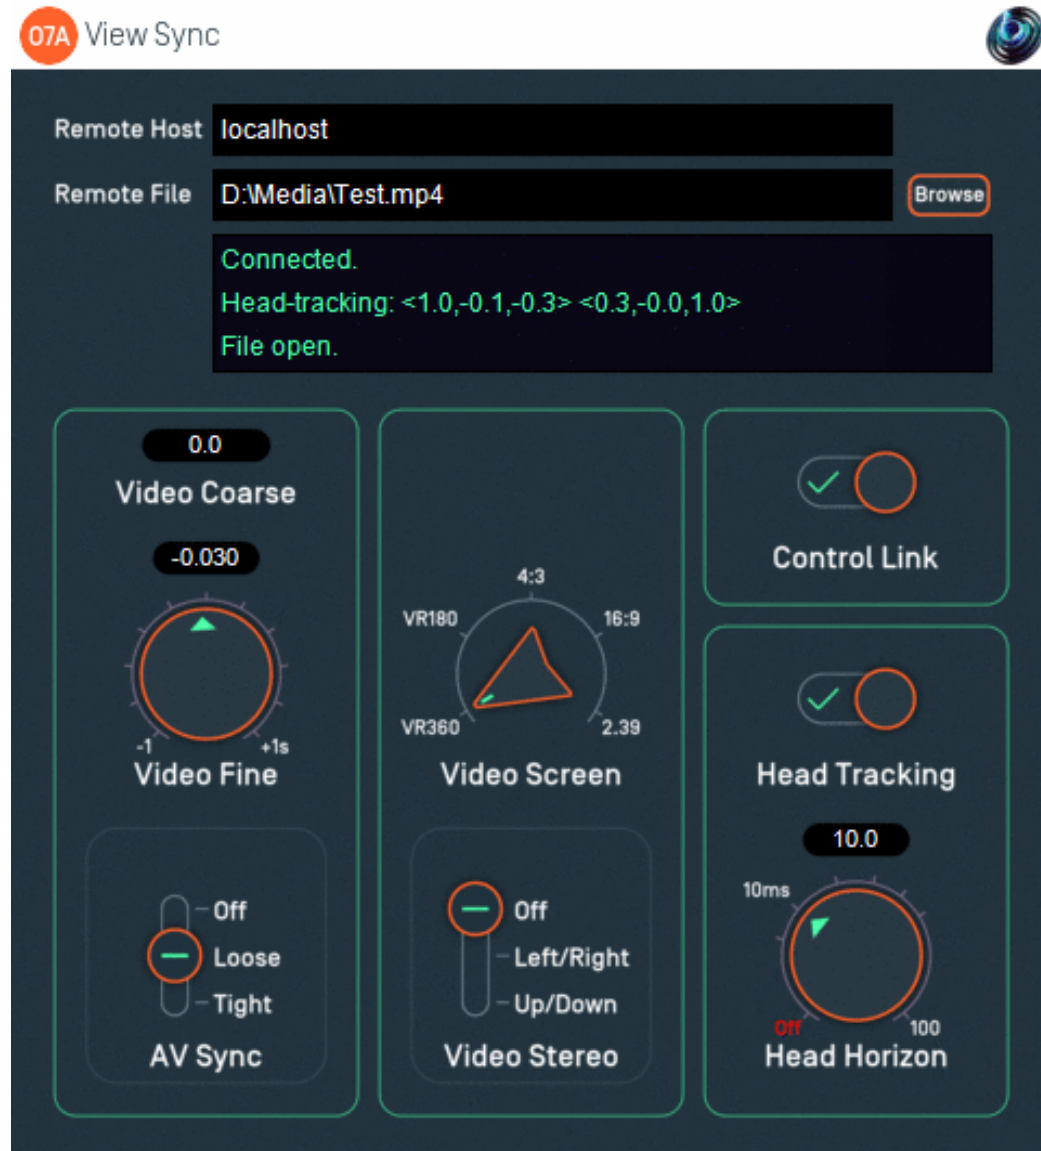 O7A View Sync
Remote Host localhost
Remote File D:\Media\Test.mp4 Browse
Connected.
Head-tracking: <1.0,-0.1,-0.3> <0.3,-0.0,1.0>
File open.
0.0
Video Coarse
-0.030
-1 +1s
Video Fine
Off
Loose
Tight
AV Sync
4:3
VR180 16:9
VR360 2.39
Video Screen
Off
Left/Right
Up/Down
Video Stereo
Control Link
Head Tracking
10.0
10ms
Off 100
Head Horizon